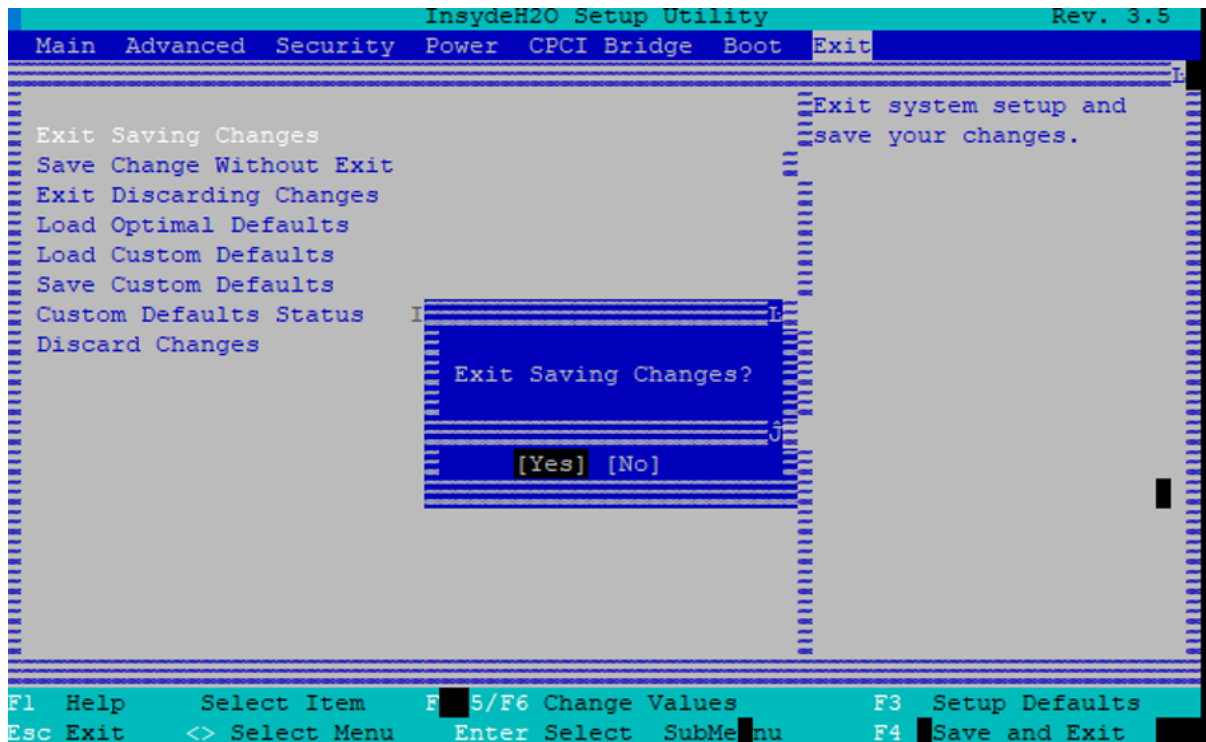 InsydeH2O Setup Utility Rev. 3.5
Main Advanced Security Power CPCI Bridge Boot Exit
Exit system setup and
save your changes.
Exit Saving Changes
Save Change Without Exit
Exit Discarding Changes
Load Optimal Defaults
Load Custom Defaults
Save Custom Defaults
Custom Defaults Status I
Discard Changes
Exit Saving Changes?
[Yes] [No]
F1 Help Select Item F 5/F6 Change Values F3 Setup Defaults
Esc Exit <> Select Menu Enter Select SubMe nu F4 Save and Exit